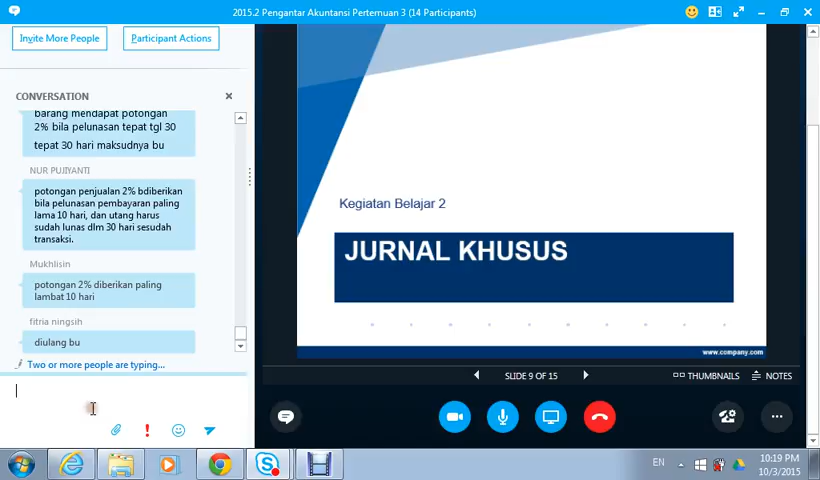 2015.2 Pengantar Akuntansi Pertemuan 3 (14 Participants)
Invite More People
Participant Actions
CONVERSATION
barang mendapat potongan
2% bila pelunasan tepat tgl 30
tepat 30 hari maksudnya bu
NUR PUJIYANTI
potongan penjualan 2% bdiberikan
bila pelunasan pembayaran paling
lama 10 hari, dan utang harus
sudah lunas dlm 30 hari sesudah
transaksi.
Mukhlisin
potongan 2% diberikan paling
lambat 10 hari
fitria ningsih
diulang bu
Two or more people are typing...
Kegiatan Belajar 2
JURNAL KHUSUS
www.company.com
SLIDE 9 OF 15
THUMBNAILS
NOTES
EN
10:19 PM
10/3/2015